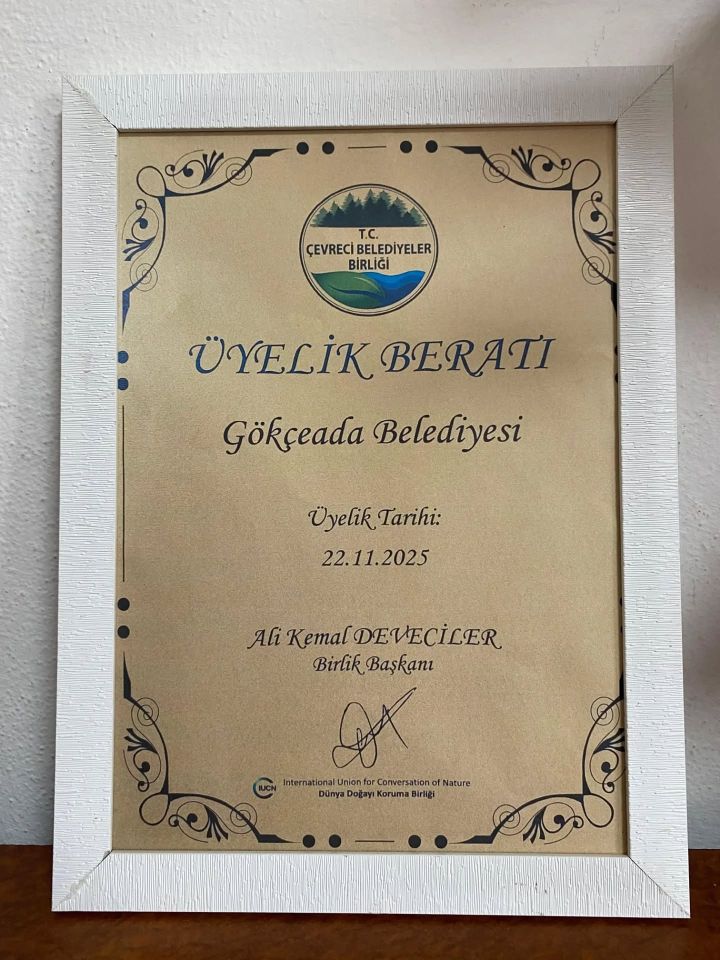 T.C.
ÇEVRECİ BELEDİYELER
BİRLİĞİ
ÜYELİK BERATI
Gökçeada Belediyesi
Üyelik Tarihi:
22.11.2025
Ali Kemal DEVECİLER
Birlik Başkanı
IUCN
International Union for Conversation of Nature
Dünya Doğayı Koruma Birliği